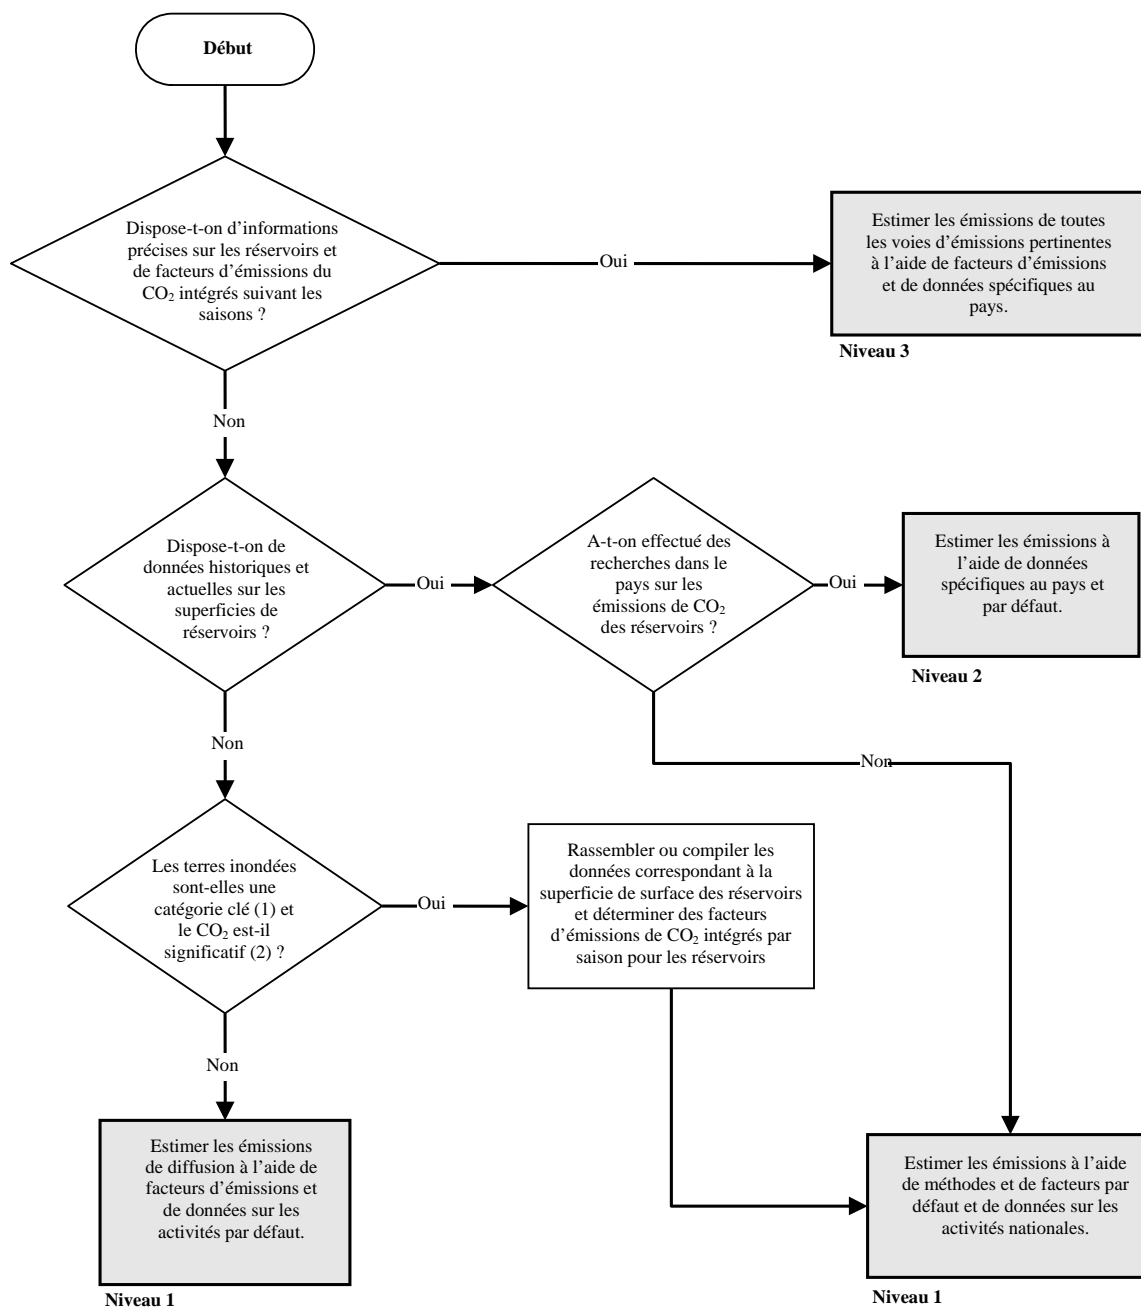 Début
Dispose-t-on d’informations
précises sur les réservoirs et
de facteurs d’émissions du
CO₂ intégrés suivant les
saisons ?
Oui
Estimer les émissions de toutes
les voies d’émissions pertinentes
à l’aide de facteurs d’émissions
et de données spécifiques au
pays.
Niveau 3
Non
Dispose-t-on de
données historiques et
actuelles sur les
superficies de
réservoirs ?
Oui
A-t-on effectué des
recherches dans le
pays sur les
émissions de CO₂
des réservoirs ?
Oui
Estimer les émissions à
l’aide de données
spécifiques au pays et
par défaut.
Niveau 2
Non
Non
Les terres inondées
sont-elles une
catégorie clé (1) et
le CO₂ est-il
significatif (2) ?
Oui
Rassembler ou compiler les
données correspondant à la
superficie de surface des réservoirs
et déterminer des facteurs
d’émissions de CO₂ intégrés par
saison pour les réservoirs
Non
Estimer les émissions
de diffusion à l’aide de
facteurs d’émissions et
de données sur les
activités par défaut.
Niveau 1
Estimer les émissions à l’aide
de méthodes et de facteurs par
défaut et de données sur les
activités nationales.
Niveau 1